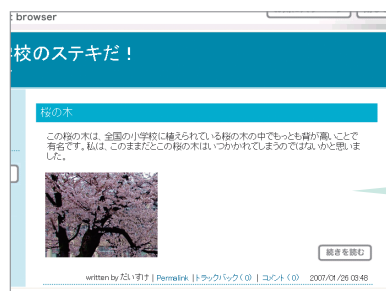 browser
校のステキだ！
桜の木
この桜の木は、全国の小学校に植えられている桜の木の中でもっとも背が高いことで
有名です。私は、このままだとこの桜の木はいつかかれてしまうのではないかと思いま
した。
続きを読む
written by だいすけ | Permalink | トラックバック ( 0 ) | コメント ( 0 ) 2007/01/26 03:48